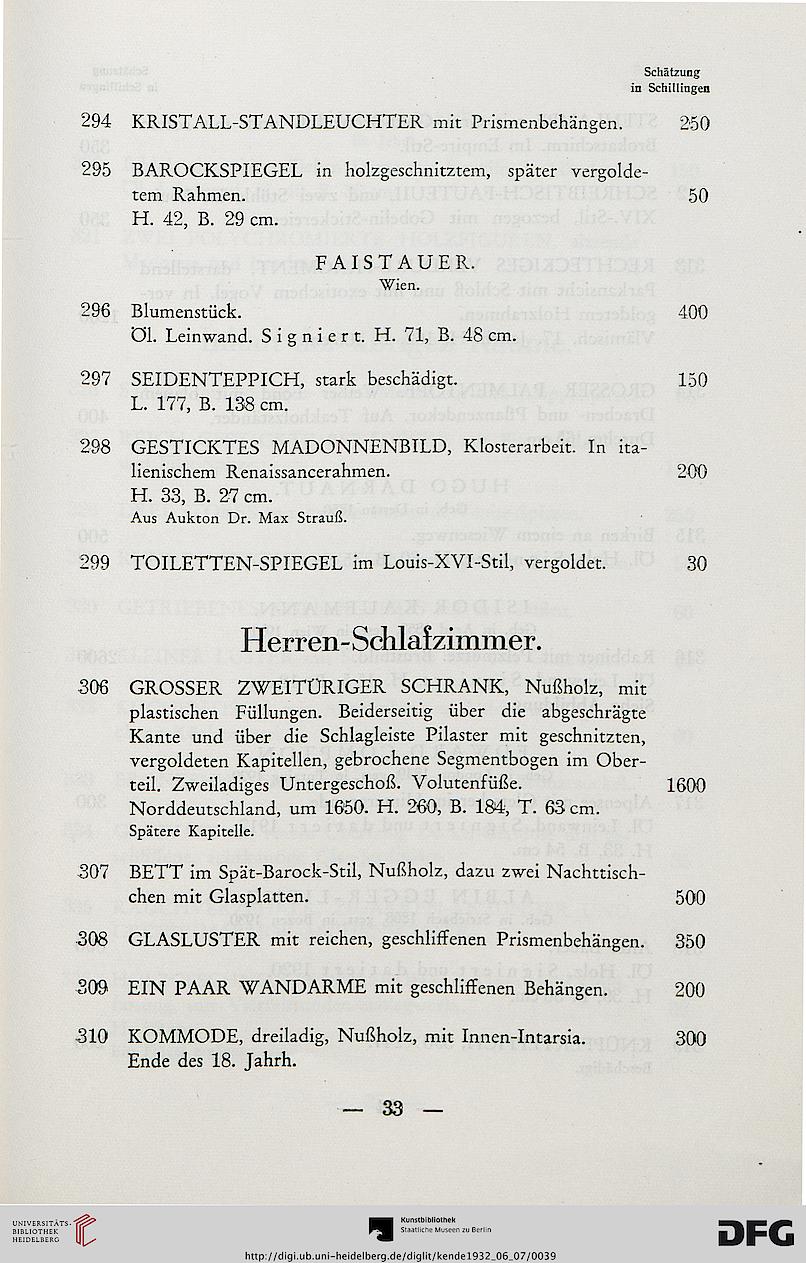 Schätzung
in Schillingen
294 KRISTALL-STANDLEUCHTER mit Prismenbehängen. 250
295 BAROCKSPIEGEL in holzgeschnitztem, später vergolde-
tem Rahmen. 50
H. 42, B. 29 cm.
FAISTAUER.
Wien.
296 Blumenstück. 400
Öl. Leinwand. Signiert. H. 71, B. 48 cm.
297 SEIDENTEPPICH, stark beschädigt. 150
L. 177, B. 138 cm.
298 GESTICKTES MADONNENBILD, Klosterarbeit. In ita-
lienischem Renaissancerahmen. 200
H. 33, B. 27 cm.
Aus Aukton Dr. Max Strauß.
299 TOILETTEN-SPIEGEL im Louis-XVI-Stil, vergoldet. 30
Herren-Schlafzimmer.
306 GROSSER ZWEITÜRIGER SCHRANK, Nußholz, mit
plastischen Füllungen. Beiderseitig über die abgeschrägte
Kante und über die Schlagleiste Pilaster mit geschnitzten,
vergoldeten Kapitellen, gebrochene Segmentbogen im Ober-
teil. Zweiladiges Untergeschoß. Volutenfüße. 1600
Norddeutschland, um 1650. H. 260, B. 184, T. 63 cm.
Spätere Kapitelle.
307 BETT im Spät-Barock-Stil, Nußholz, dazu zwei Nachttisch-
chen mit Glasplatten. 500
308 GLASLUSTER mit reichen, geschliffenen Prismenbehängen. 350
309 EIN PAAR WANDARME mit geschliffenen Behängen. 200
310 KOMMODE, dreiladig, Nußholz, mit Innen-Intarsia. 300
Ende des 18. Jahrh.
— 33 —
UNIVERSITÄTS-
BIBLIOTHEK
HEIDELBERG
Kunstbibliothek
Staatliche Museen zu Berlin
DFG
http://digi.ub.uni-heidelberg.de/diglit/kende1932_06_07/0039